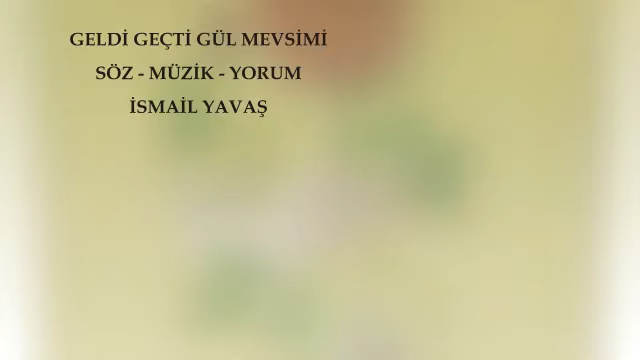 GELDİ GEÇTİ GÜL MEVSİMİ
SÖZ - MÜZİK - YORUM
İSMAİL YAVAŞ